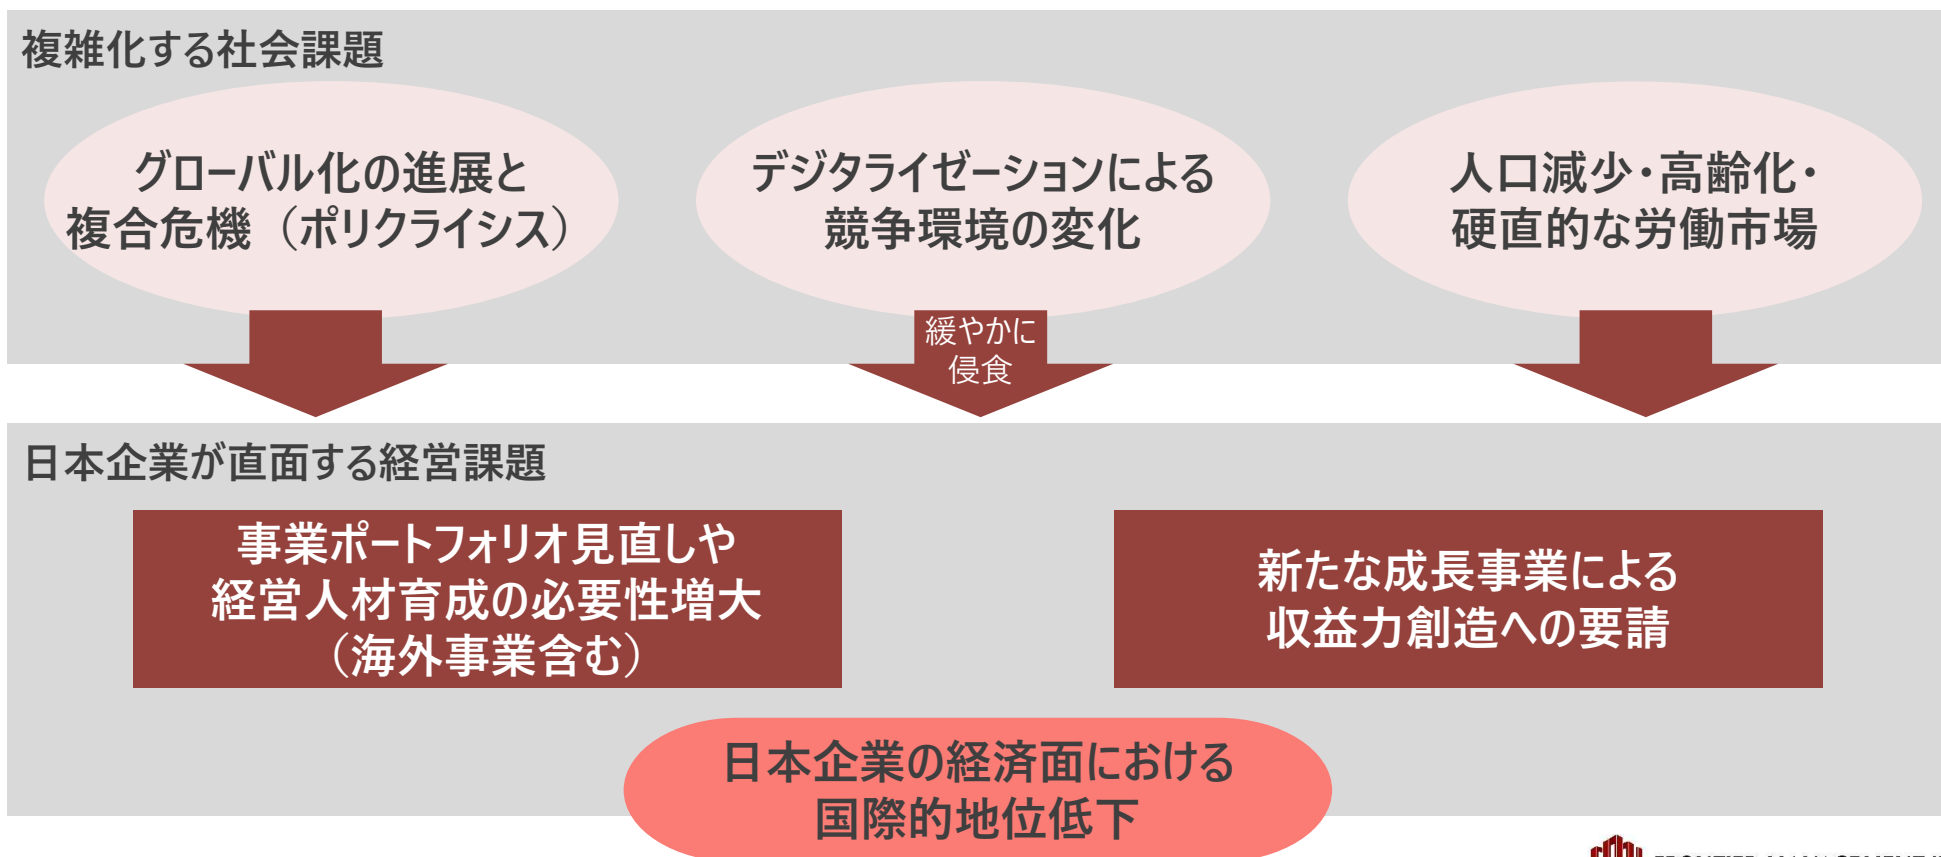 複雑化する社会課題
グローバル化の進展と
複合危機（ポリクライシス）
デジタライゼーションによる
競争環境の変化
人口減少・高齢化・
硬直的な労働市場
緩やかに
侵食
日本企業が直面する経営課題
事業ポートフォリオ見直しや
経営人材育成の必要性増大
（海外事業含む）
新たな成長事業による
収益力創造への要請
日本企業の経済面における
国際的地位低下